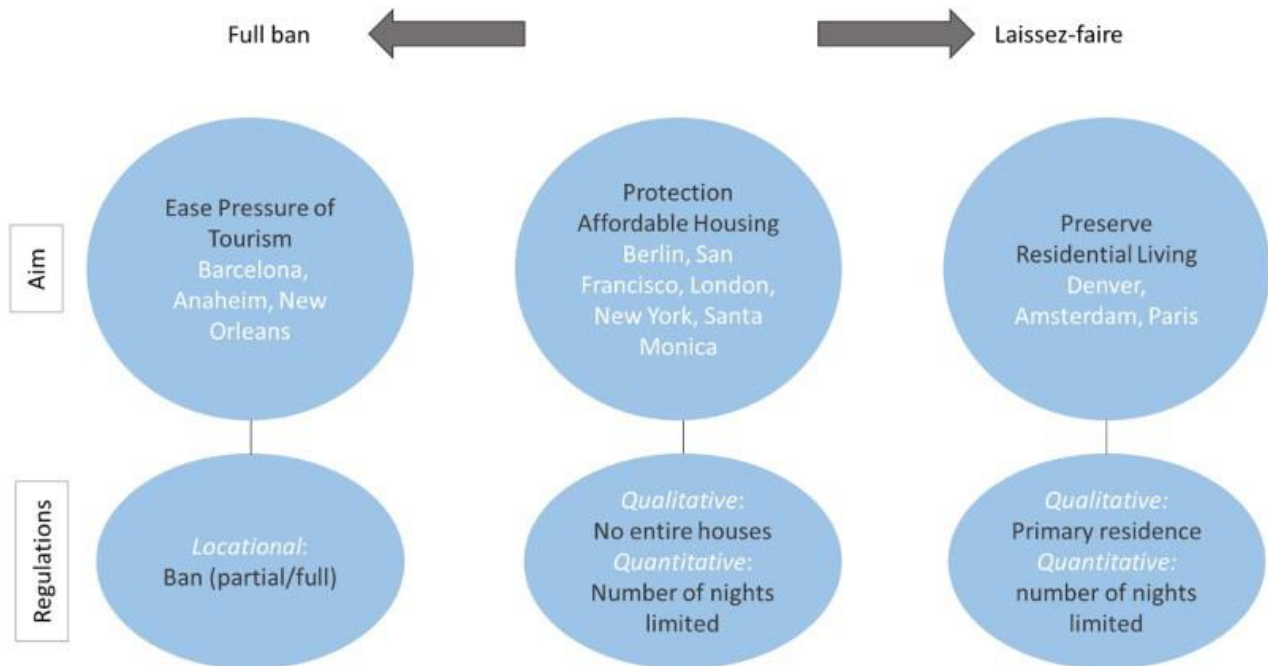 Full ban
Laissez-faire
Aim
Ease Pressure of
Tourism
Barcelona,
Anaheim, New
Orleans
Protection
Affordable Housing
Berlin, San
Francisco, London,
New York, Santa
Monica
Preserve
Residential Living
Denver,
Amsterdam, Paris
Regulations
Locational:
Ban (partial/full)
Qualitative:
No entire houses
Quantitative:
Number of nights
limited
Qualitative:
Primary residence
Quantitative:
number of nights
limited